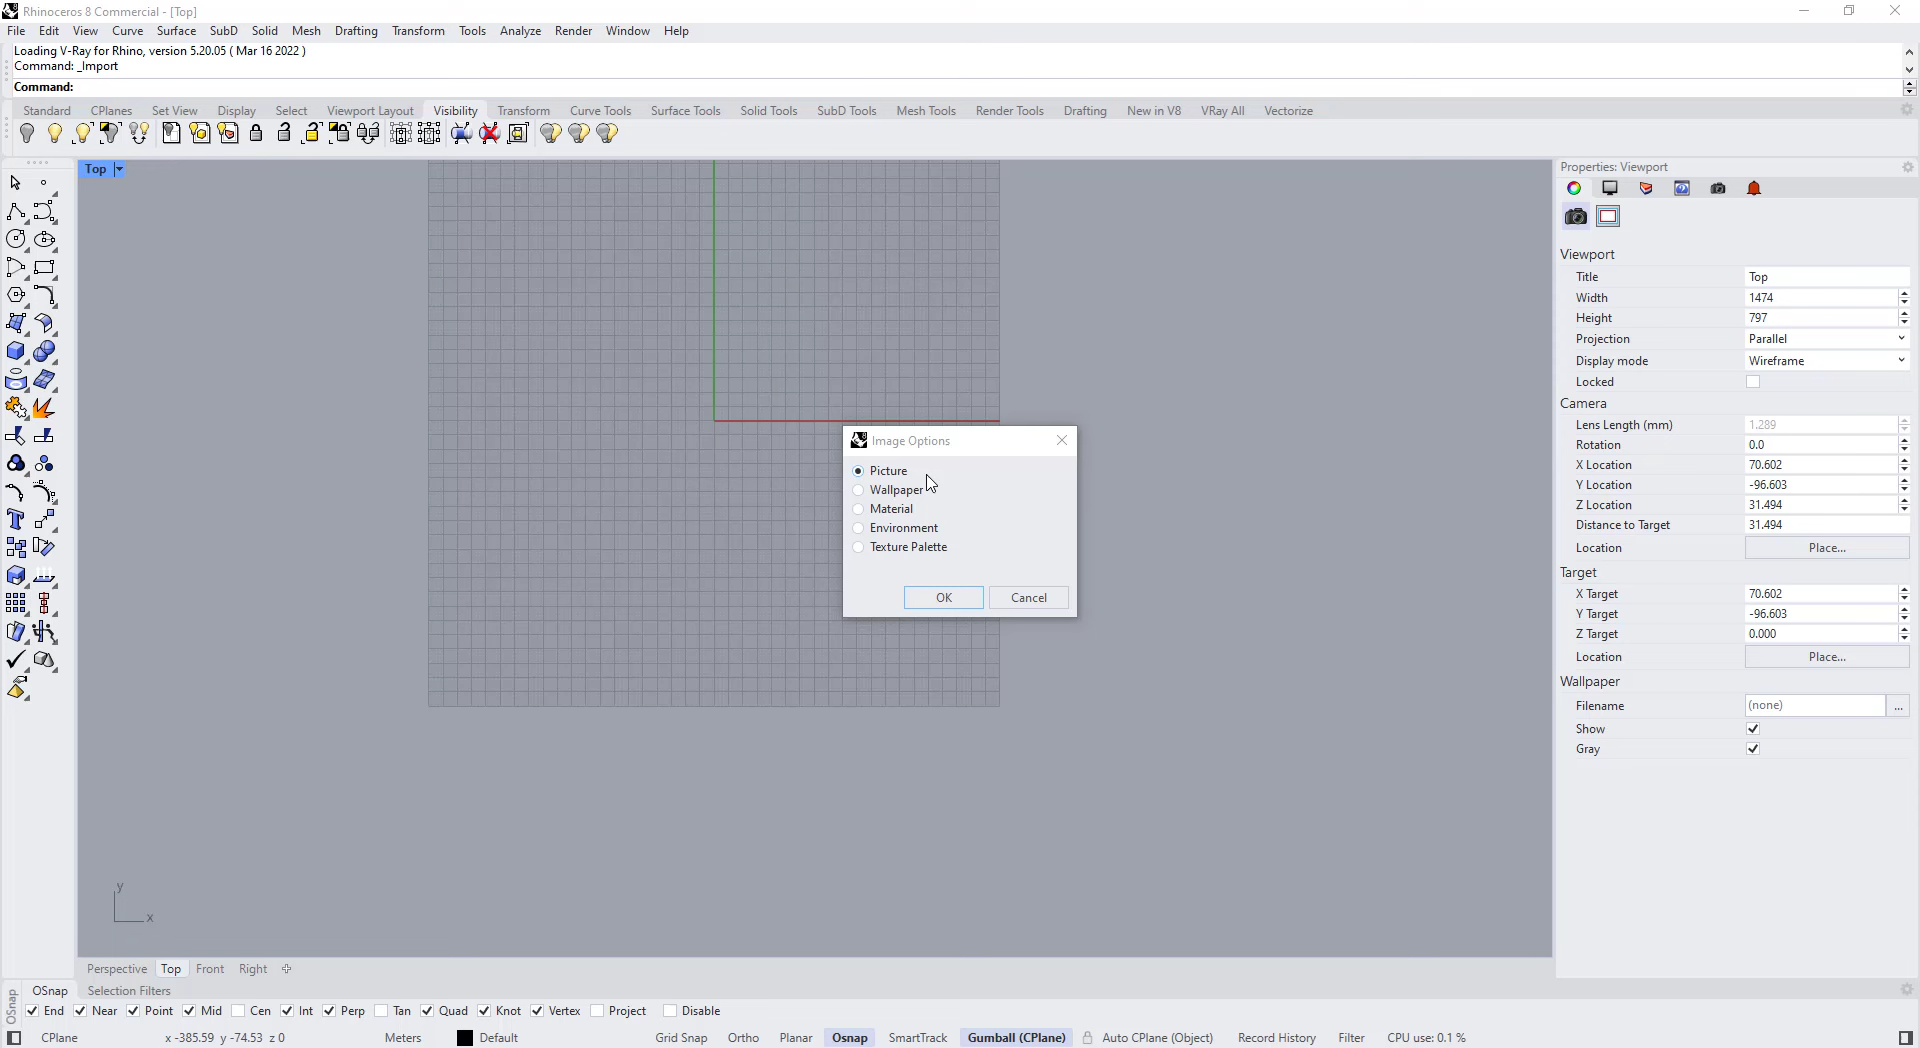 Rhinoceros 8 Commercial - [Top]
File Edit View Curve Surface SubD Solid Mesh Drafting Transform Tools Analyze Render Window Help
Loading V-Ray for Rhino, version 5.20.05 ( Mar 16 2022 )
Command: _Import
Command:
Standard CPlanes Set View Display Select Viewport Layout Visibility Transform Curve Tools Surface Tools Solid Tools SubD Tools Mesh Tools Render Tools Drafting New in V8 VRay All Vectorize
Top
y
x
Image Options
Picture
Wallpaper
Material
Environment
Texture Palette
OK Cancel
Properties: Viewport
Viewport
Title Top
Width 1474
Height 797
Projection Parallel
Display mode Wireframe
Locked
Camera
Lens Length (mm) 1.289
Rotation 0.0
X Location 70.602
Y Location -96.603
Z Location 31.494
Distance to Target 31.494
Location Place...
Target
X Target 70.602
Y Target -96.603
Z Target 0.000
Location Place...
Wallpaper
Filename (none) ...
Show
Gray
Perspective Top Front Right
OSnap Selection Filters
OSnap
End Near Point Mid Cen Int Perp Tan Quad Knot Vertex Project Disable
CPlane x -385.59 y -74.53 z 0 Meters Default Grid Snap Ortho Planar Osnap SmartTrack Gumball (CPlane) Auto CPlane (Object) Record History Filter CPU use: 0.1 %